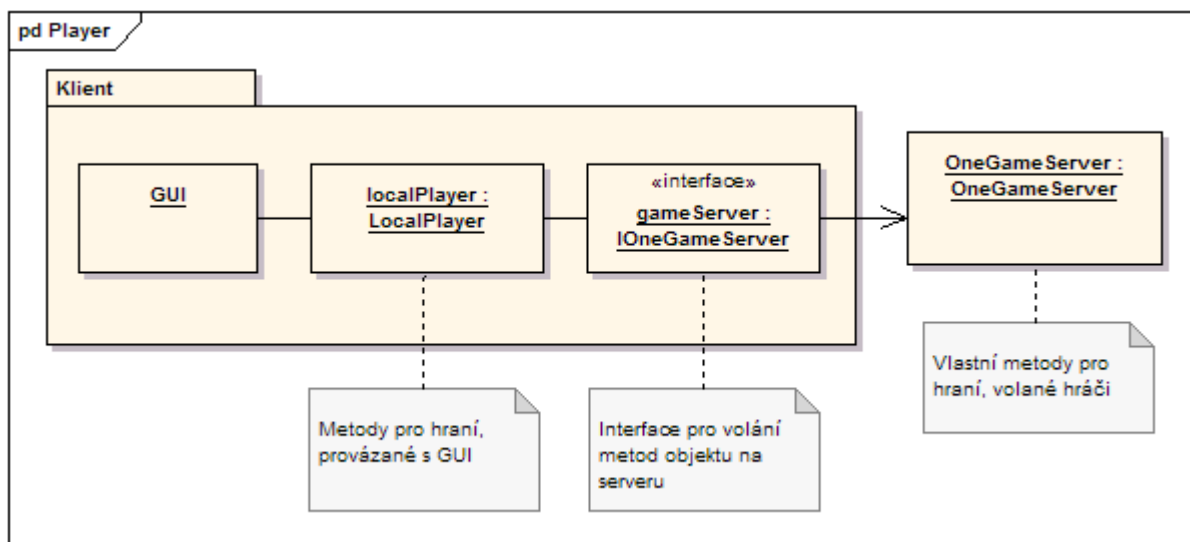 pd Player
Klient
GUI
localPlayer :
LocalPlayer
«interface»
gameServer :
IOneGameServer
OneGameServer :
OneGameServer
Metody pro hraní,
provázané s GUI
Interface pro volání
metod objektu na
serveru
Vlastní metody pro
hraní, volané hráči